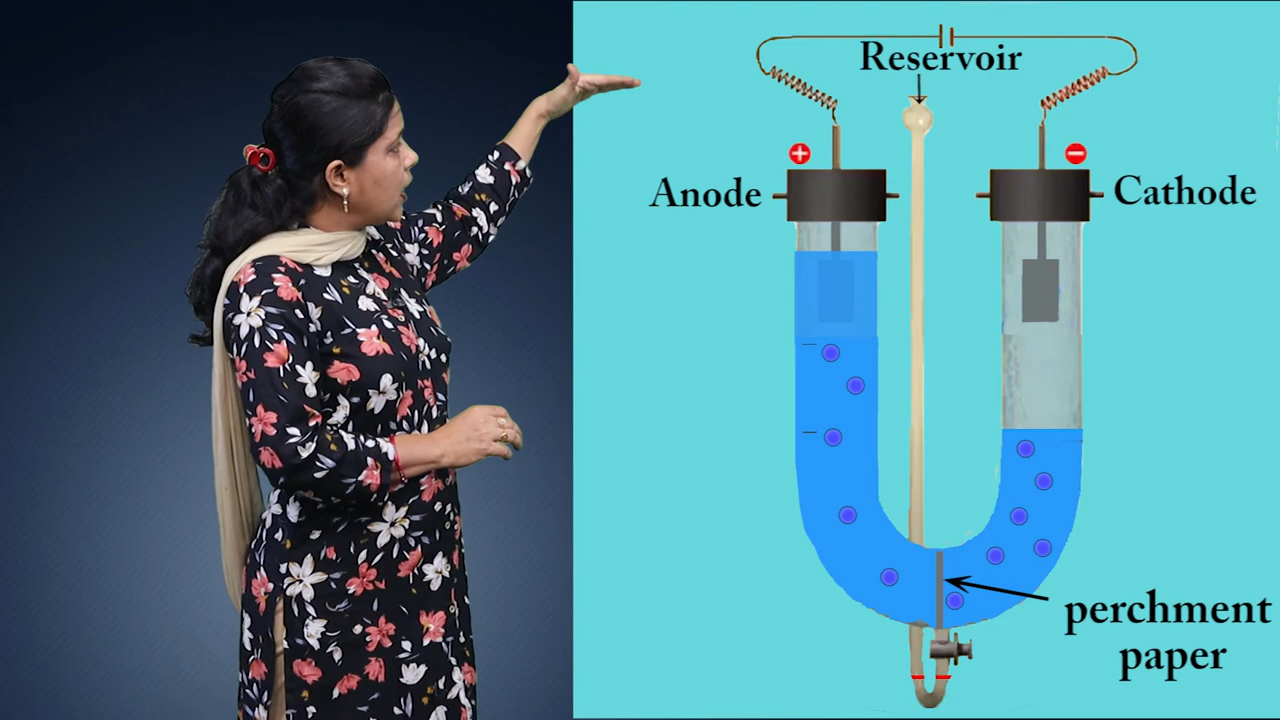 Reservoir
Anode
Cathode
perchment
paper